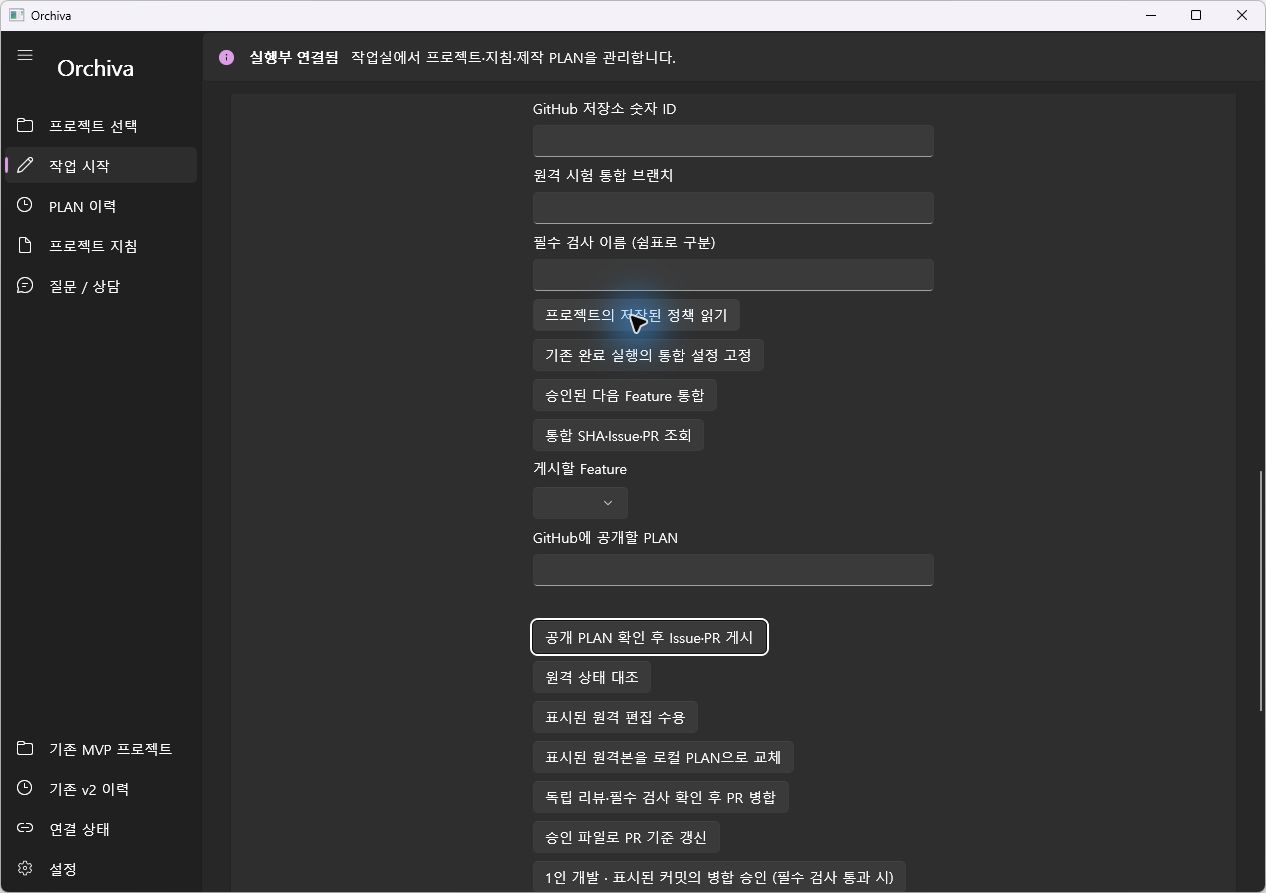 Orchiva
Orchiva
실행부 연결됨 작업실에서 프로젝트·지침·제작 PLAN을 관리합니다.
프로젝트 선택
작업 시작
PLAN 이력
프로젝트 지침
질문 / 상담
기존 MVP 프로젝트
기존 v2 이력
연결 상태
설정
GitHub 저장소 숫자 ID
원격 시험 통합 브랜치
필수 검사 이름 (쉼표로 구분)
프로젝트의 저장된 정책 읽기
기존 완료 실행의 통합 설정 고정
승인된 다음 Feature 통합
통합 SHA·Issue·PR 조회
게시할 Feature
GitHub에 공개할 PLAN
공개 PLAN 확인 후 Issue·PR 게시
원격 상태 대조
표시된 원격 편집 수용
표시된 원격본을 로컬 PLAN으로 교체
독립 리뷰·필수 검사 확인 후 PR 병합
승인 파일로 PR 기준 갱신
1인 개발 · 표시된 커밋의 병합 승인 (필수 검사 통과 시)